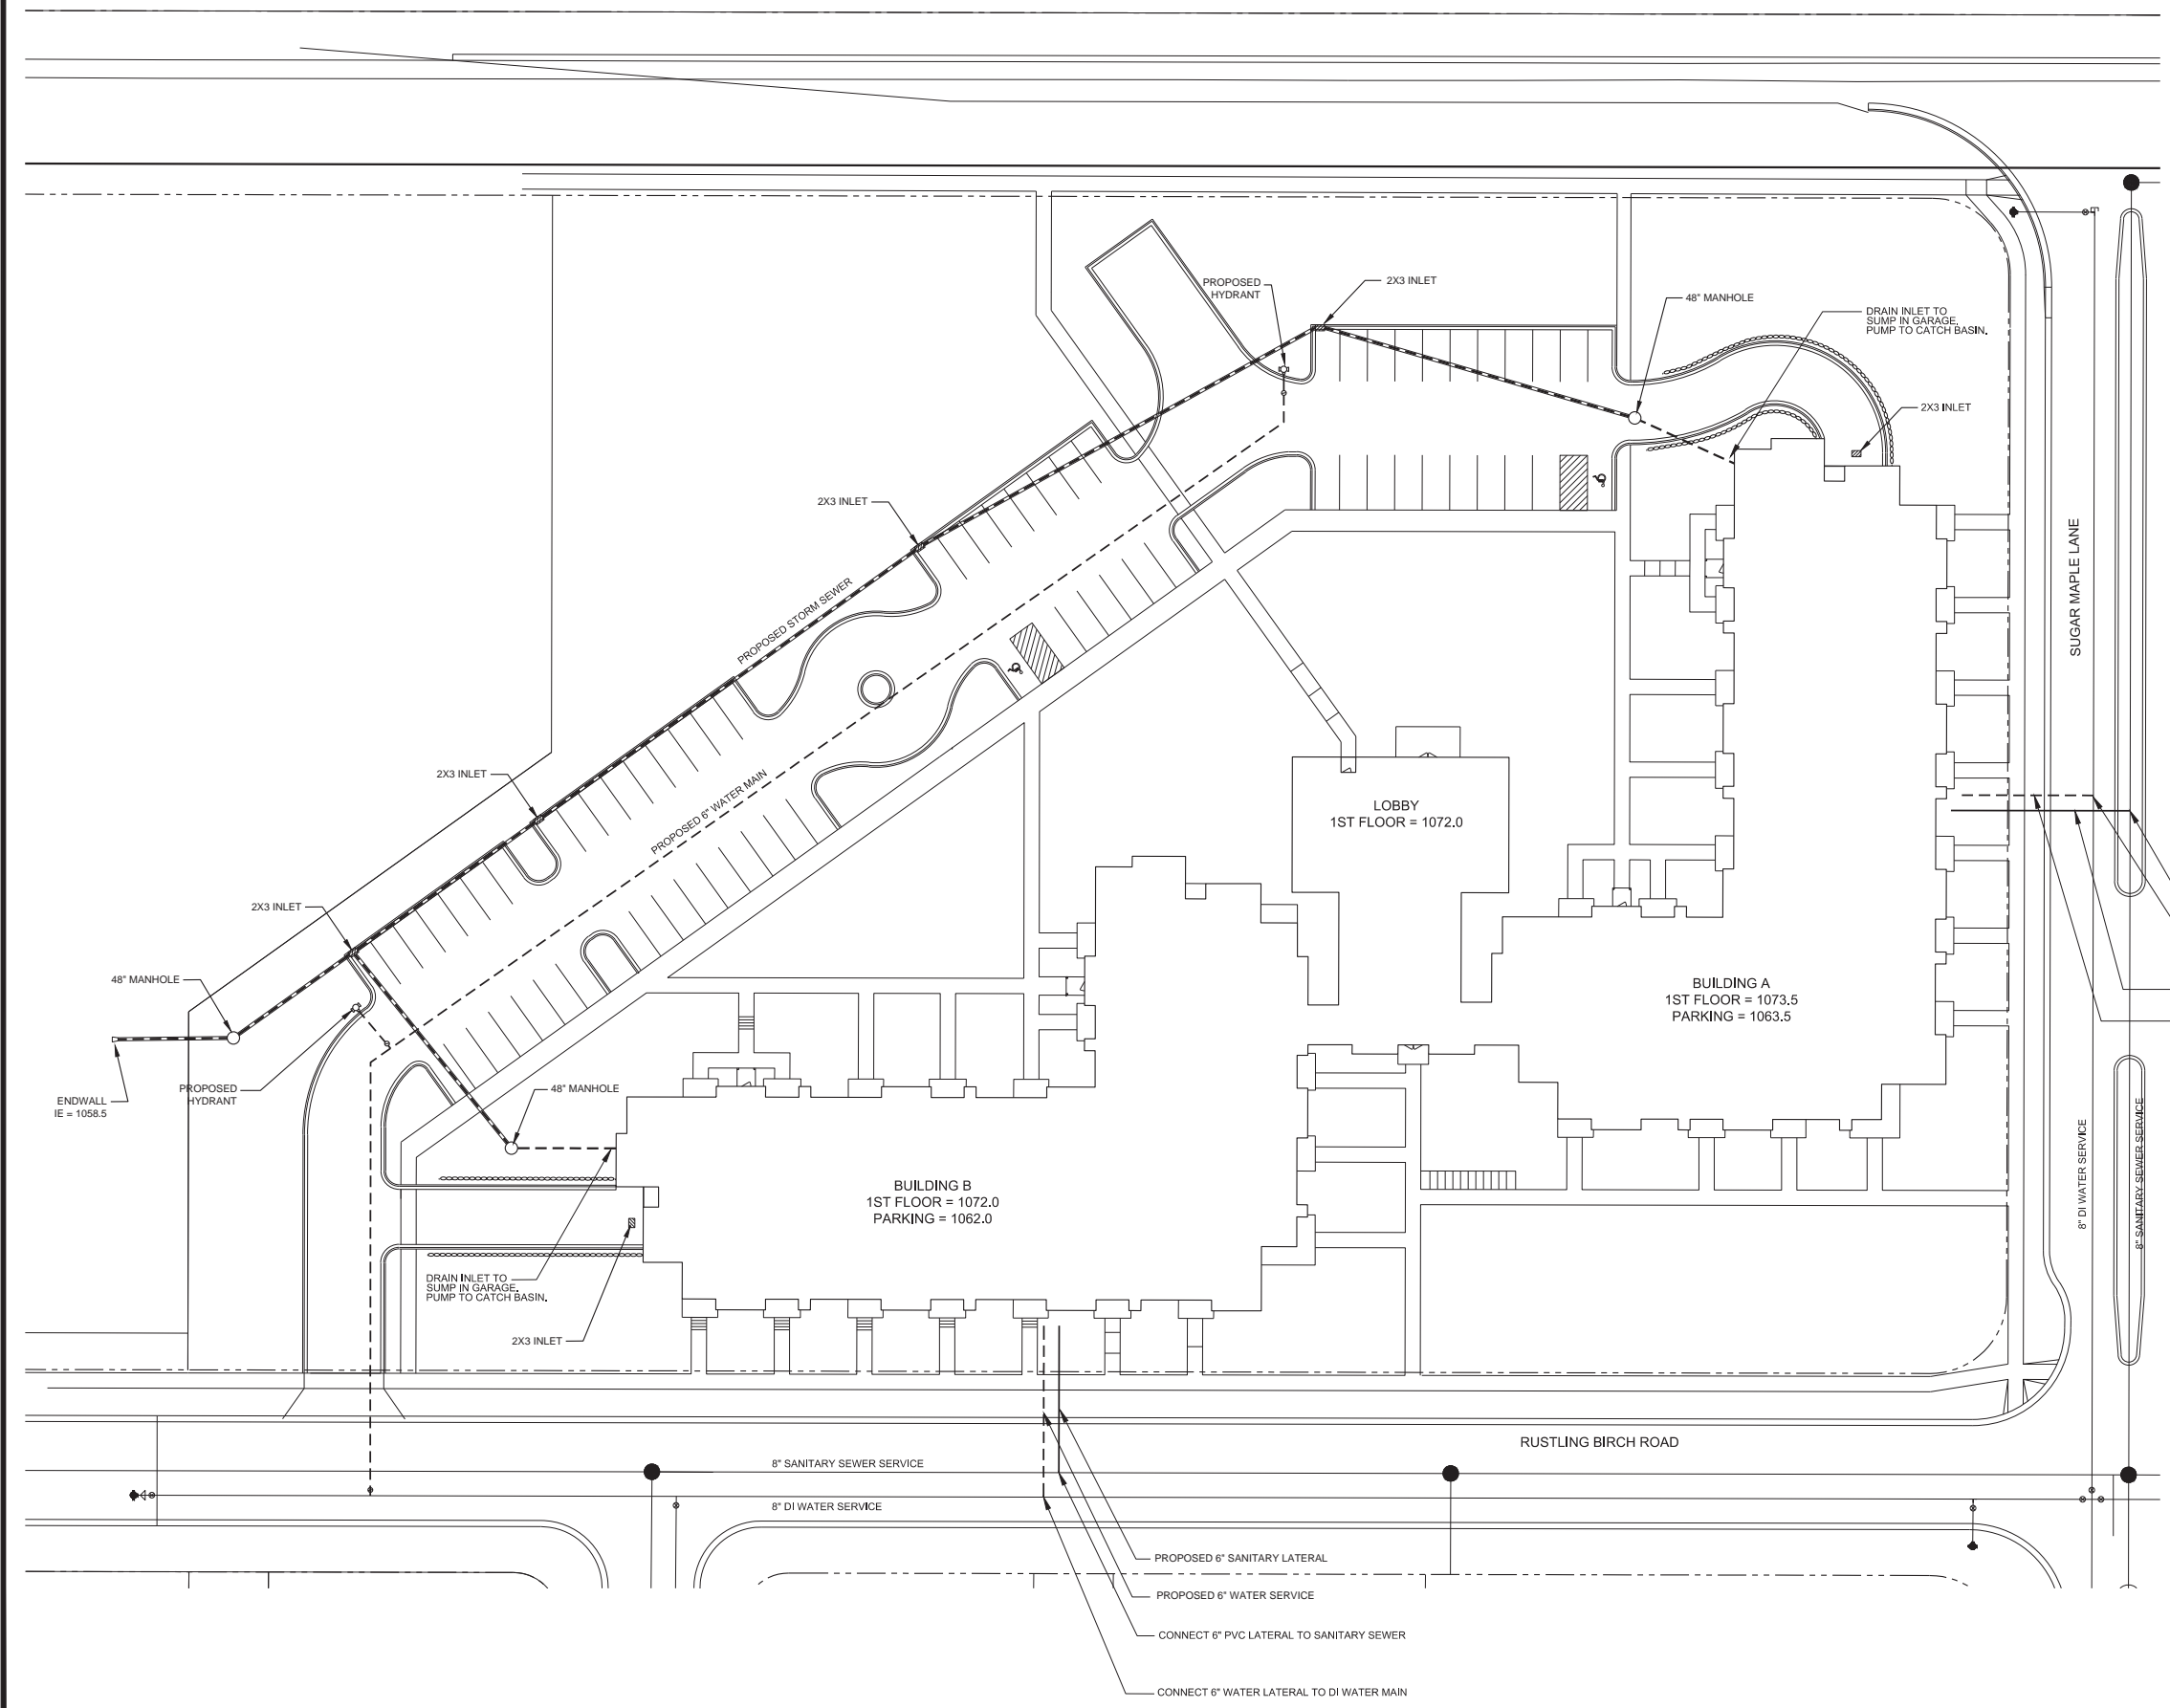 PROPOSED
HYDRANT
2X3 INLET
48" MANHOLE
DRAIN INLET TO
SUMP IN GARAGE,
PUMP TO CATCH BASIN.
2X3 INLET
2X3 INLET
SUGAR MAPLE LANE
PROPOSED STORM SEWER
2X3 INLET
PROPOSED 6" WATER MAIN
LOBBY
1ST FLOOR = 1072.0
2X3 INLET
48" MANHOLE
BUILDING A
1ST FLOOR = 1073.5
PARKING = 1063.5
PROPOSED
HYDRANT
ENDWALL
IE = 1058.5
48" MANHOLE
8" DI WATER SERVICE
8" SANITARY SEWER SERVICE
BUILDING B
1ST FLOOR = 1072.0
PARKING = 1062.0
DRAIN INLET TO
SUMP IN GARAGE,
PUMP TO CATCH BASIN.
2X3 INLET
RUSTLING BIRCH ROAD
8" SANITARY SEWER SERVICE
8" DI WATER SERVICE
PROPOSED 6" SANITARY LATERAL
PROPOSED 6" WATER SERVICE
CONNECT 6" PVC LATERAL TO SANITARY SEWER
CONNECT 6" WATER LATERAL TO DI WATER MAIN